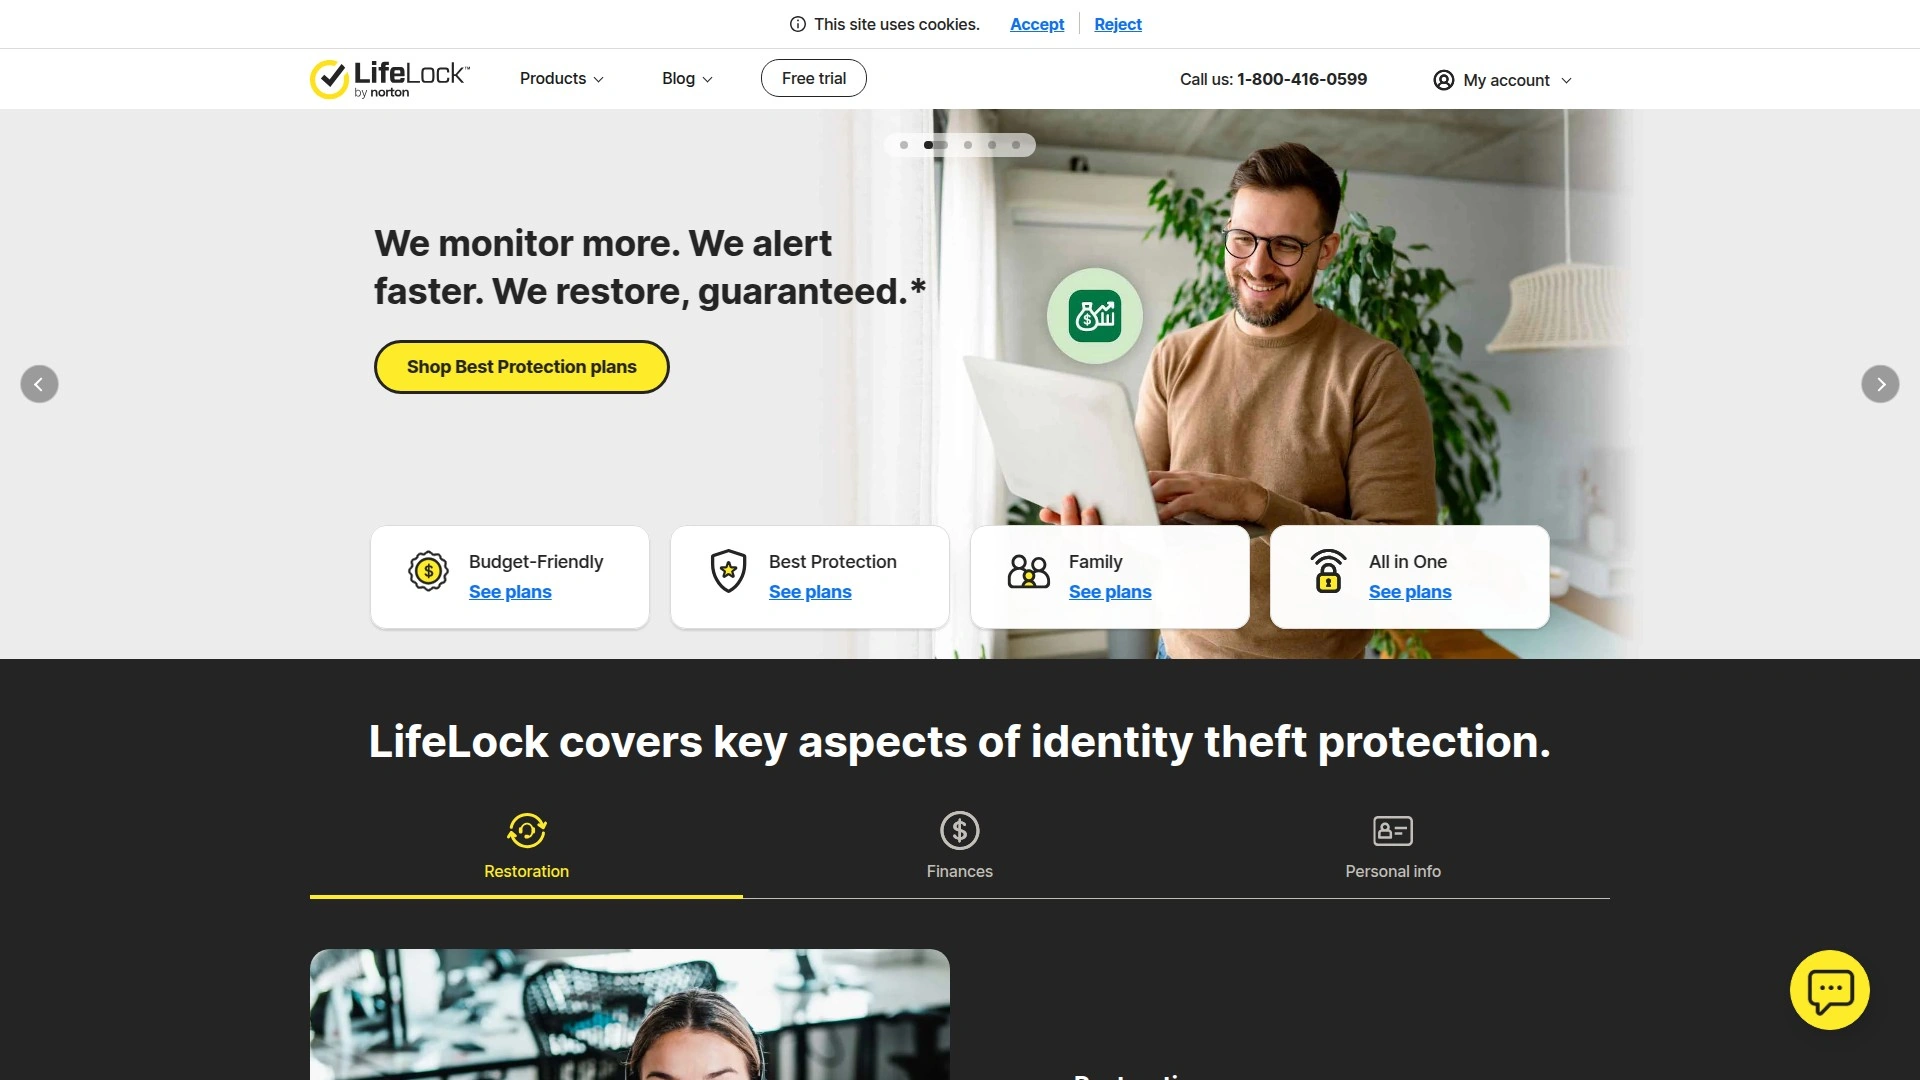 This site uses cookies. Accept Reject
LifeLock™
by norton
Products Blog Free trial Call us: 1-800-416-0599 My account
We monitor more. We alert
faster. We restore, guaranteed.*
Shop Best Protection plans
Budget-Friendly
See plans
Best Protection
See plans
Family
See plans
All in One
See plans
LifeLock covers key aspects of identity theft protection.
Restoration Finances Personal info